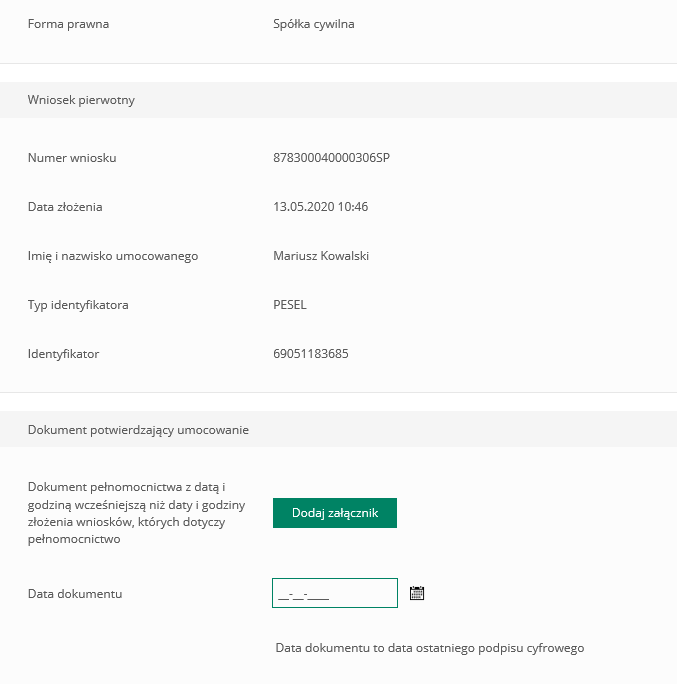 Forma prawna Spółka cywilna
Wniosek pierwotny
Numer wniosku 878300040000306SP
Data złożenia 13.05.2020 10:46
Imię i nazwisko umocowanego Mariusz Kowalski
Typ identyfikatora PESEL
Identyfikator 69051183685
Dokument potwierdzający umocowanie
Dokument pełnomocnictwa z datą i
godziną wcześniejszą niż daty i godziny
złożenia wniosków, których dotyczy
pełnomocnictwo
Dodaj załącznik
Data dokumentu __-__-____
Data dokumentu to data ostatniego podpisu cyfrowego